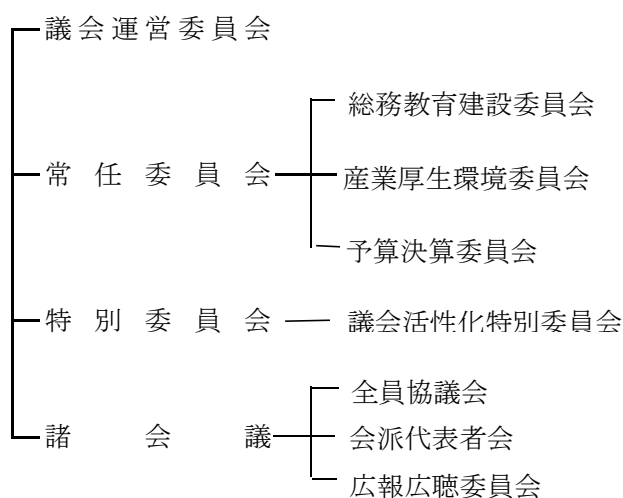 議会運営委員会
総務教育建設委員会
常任委員会
産業厚生環境委員会
予算決算委員会
特別委員会
議会活性化特別委員会
全員協議会
諸会議
会派代表者会
広報広聴委員会